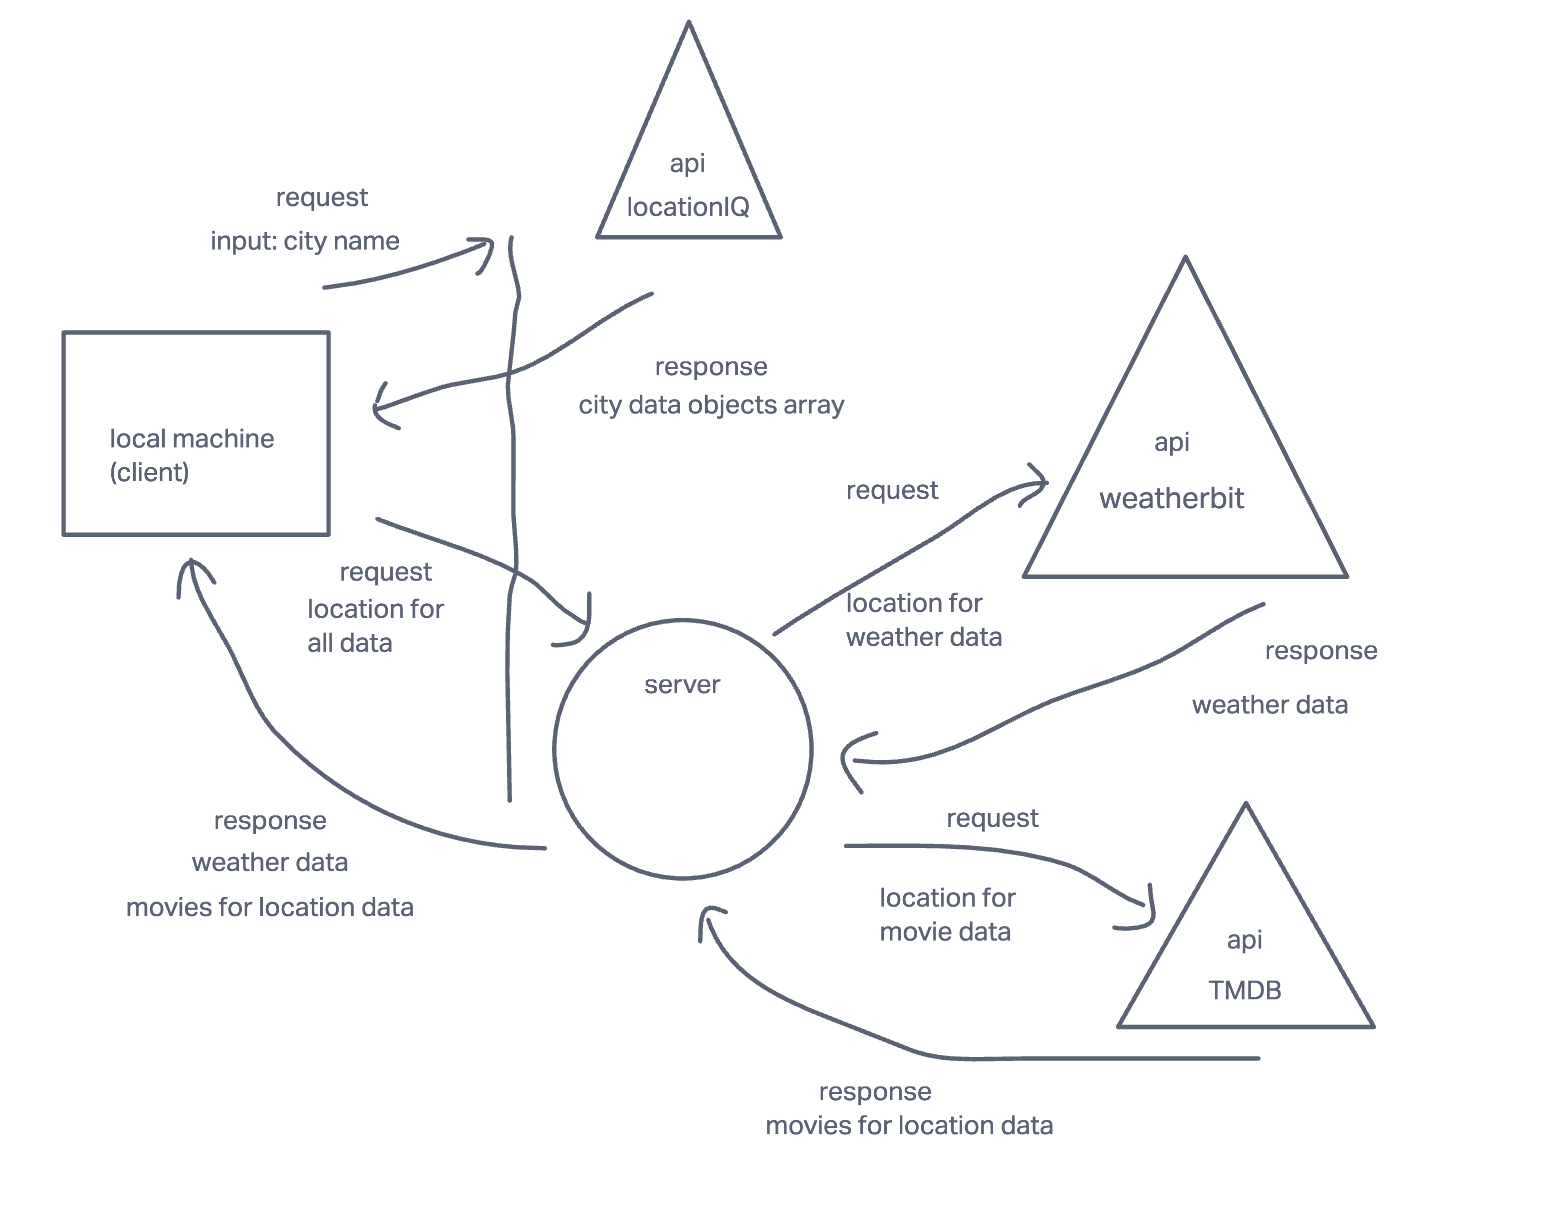 api
locationIQ
request
input: city name
response
city data objects array
local machine
(client)
api
weatherbit
request
location for
weather data
request
location for
all data
server
response
weather data
response
weather data
movies for location data
request
location for
movie data
api
TMDB
response
movies for location data